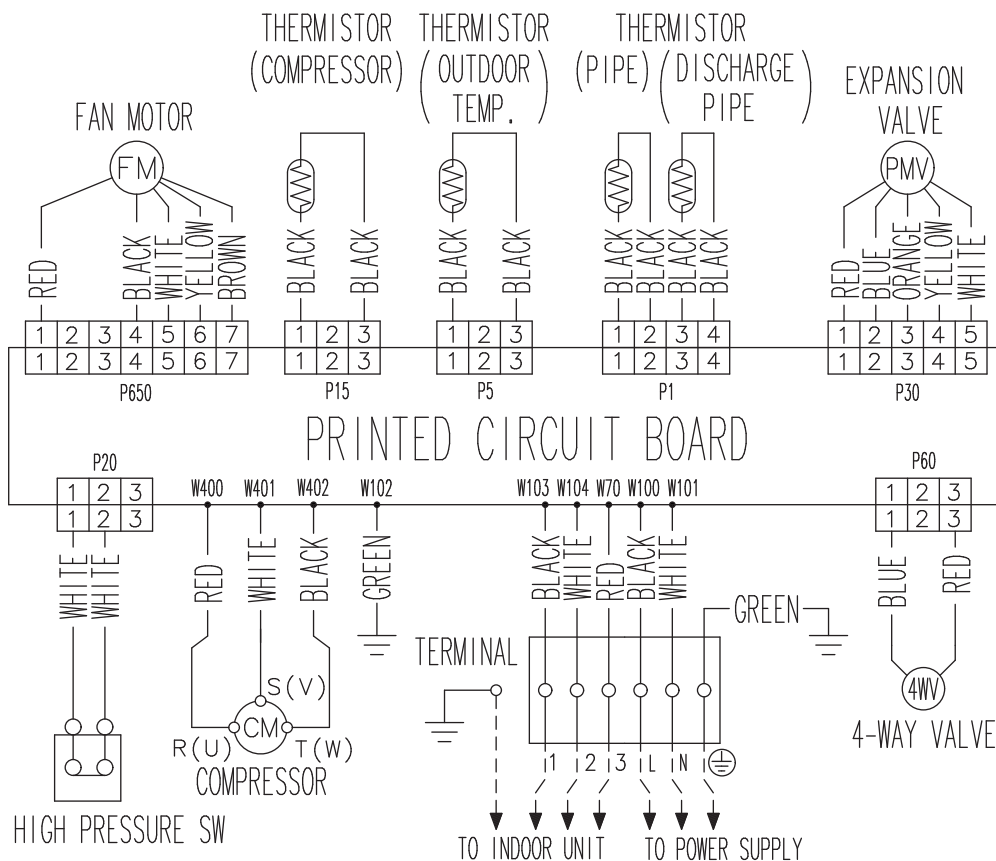 THERMISTOR THERMISTOR THERMISTOR
(COMPRESSOR) (OUTDOOR TEMP.) (PIPE) (DISCHARGE PIPE)
FAN MOTOR
EXPANSION
VALVE
FM
PMV
RED BLACK WHITE YELLOW BROWN
BLACK BLACK
BLACK BLACK
BLACK BLACK BLACK BLACK
RED BLUE ORANGE YELLOW WHITE
1 2 3 4 5 6 7
1 2 3 4 5 6 7
P650
1 2 3
1 2 3
P15
1 2 3
1 2 3
P5
1 2 3 4
1 2 3 4
P1
1 2 3 4 5
1 2 3 4 5
P30
PRINTED CIRCUIT BOARD
P20
1 2 3
1 2 3
W400 W401 W402 W102
W103 W104 W70 W100 W101
P60
1 2 3
1 2 3
WHITE WHITE
RED WHITE BLACK GREEN
BLACK WHITE RED BLACK WHITE
GREEN
BLUE RED
TERMINAL
S(V)
CM
R(U) T(W)
COMPRESSOR
4WV
4-WAY VALVE
1 2 3 L N
HIGH PRESSURE SW
TO INDOOR UNIT TO POWER SUPPLY